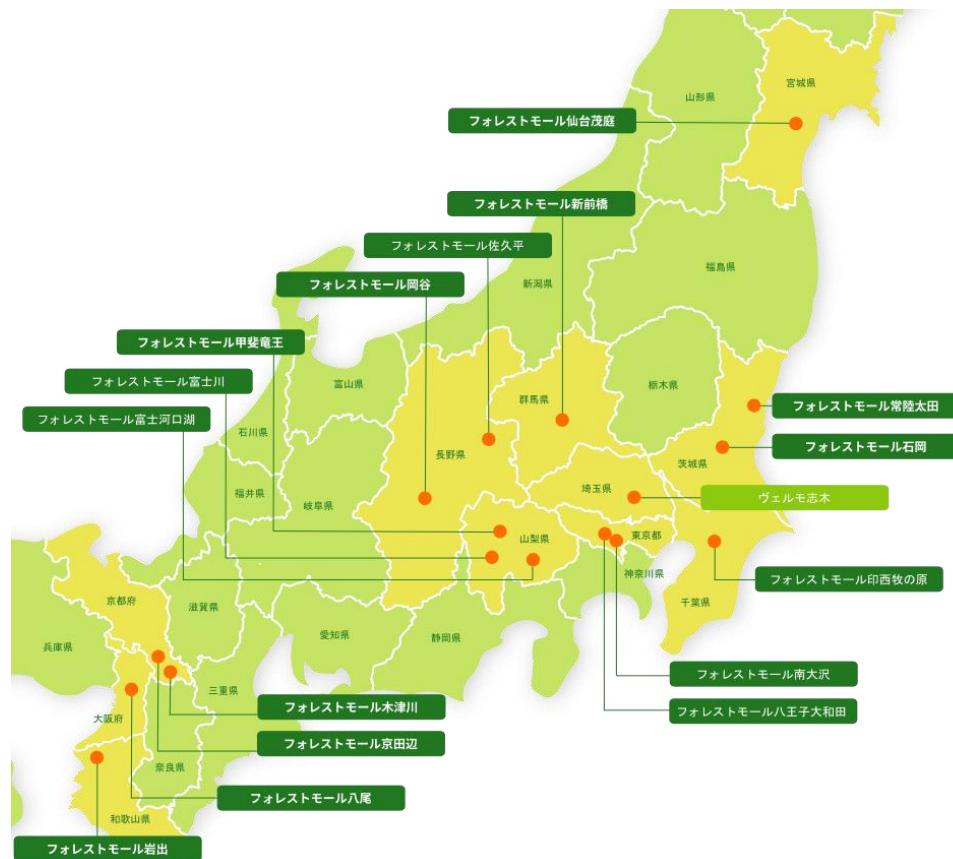 宮城県
山形県
フォレストモール仙台茂庭
フォレストモール新前橋
フォレストモール佐久平
福島県
フォレストモール岡谷
新潟県
フォレストモール甲斐竜王
フォレストモール富士川
富山県
栃木県
群馬県
フォレストモール常陸太田
フォレストモール富士河口湖
石川県
フォレストモール石岡
長野県
茨城県
埼玉県
福井県
岐阜県
ヴェルモ志木
山梨県
東京都
神奈川県
フォレストモール印西牧の原
京都府
滋賀県
千葉県
愛知県
静岡県
兵庫県
フォレストモール南大沢
三重県
フォレストモール木津川
フォレストモール八王子大和田
大阪府
フォレストモール京田辺
奈良県
フォレストモール八尾
和歌山県
フォレストモール岩出